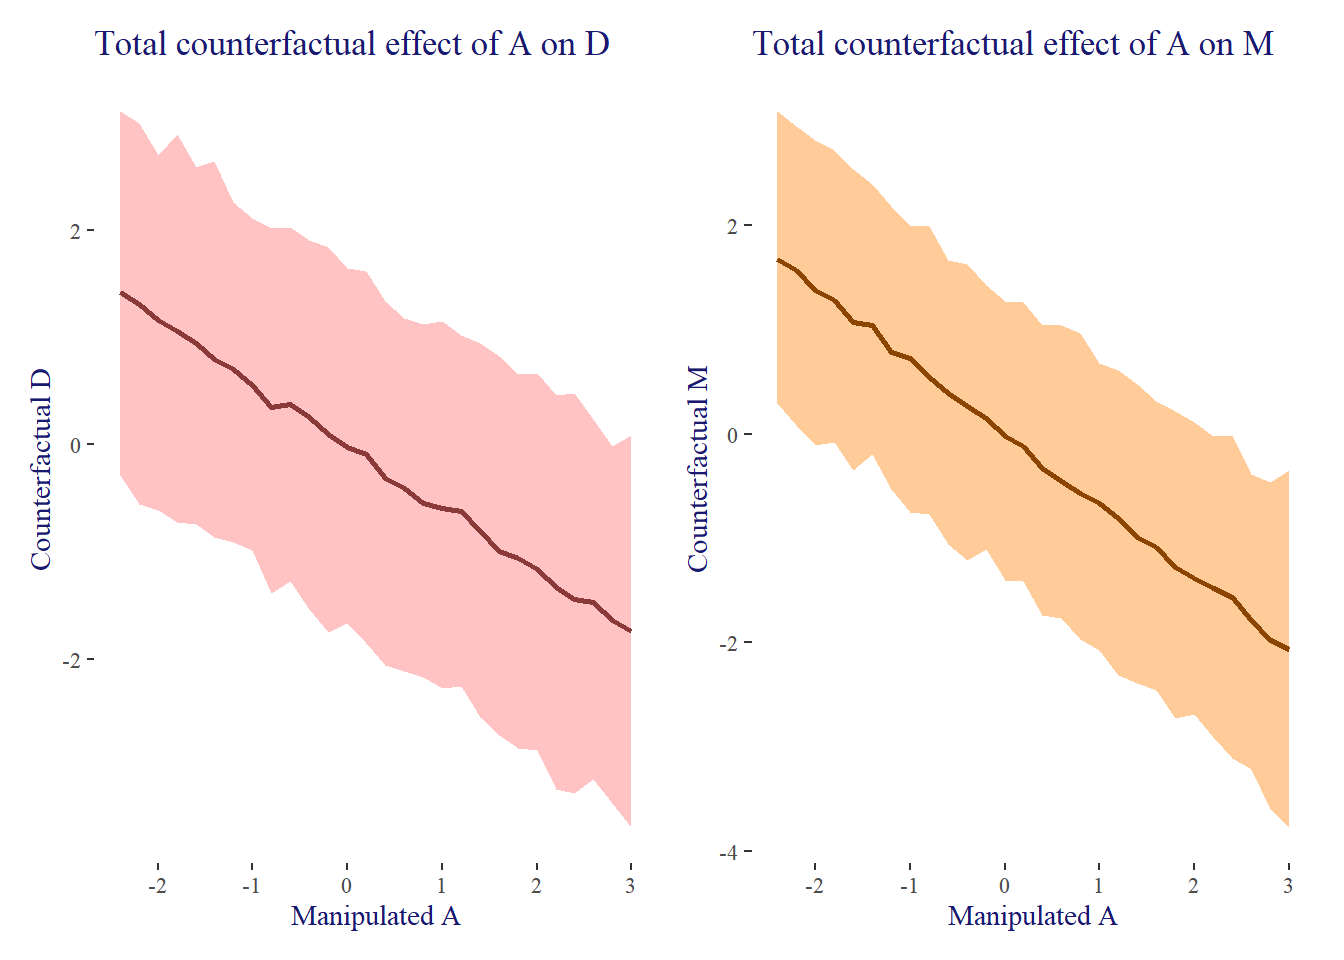 Total counterfactual effect of A on D
Counterfactual D
2
0
-2
-2 -1 0 1 2 3
Manipulated A
Total counterfactual effect of A on M
Counterfactual M
2
0
-2
-4
-2 -1 0 1 2 3
Manipulated A